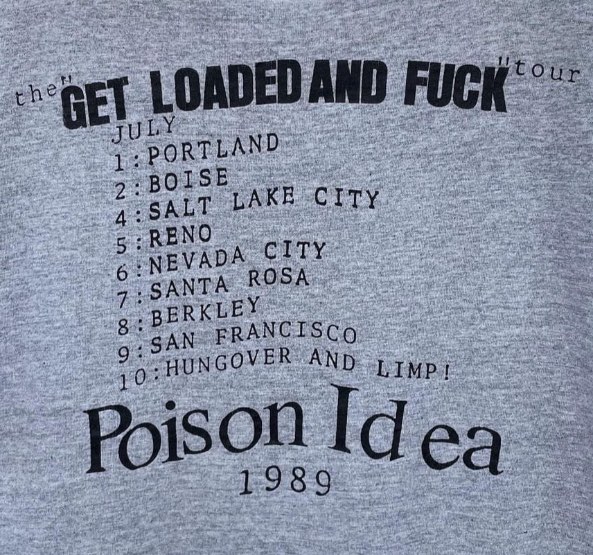 the "GET LOADED AND FUCK" tour
JULY
1:PORTLAND
2:BOISE
4:SALT LAKE CITY
5:RENO
6:NEVADA CITY
7:SANTA ROSA
8:BERKLEY
9:SAN FRANCISCO
10:HUNGOVER AND LIMP!
Poison Idea
1989